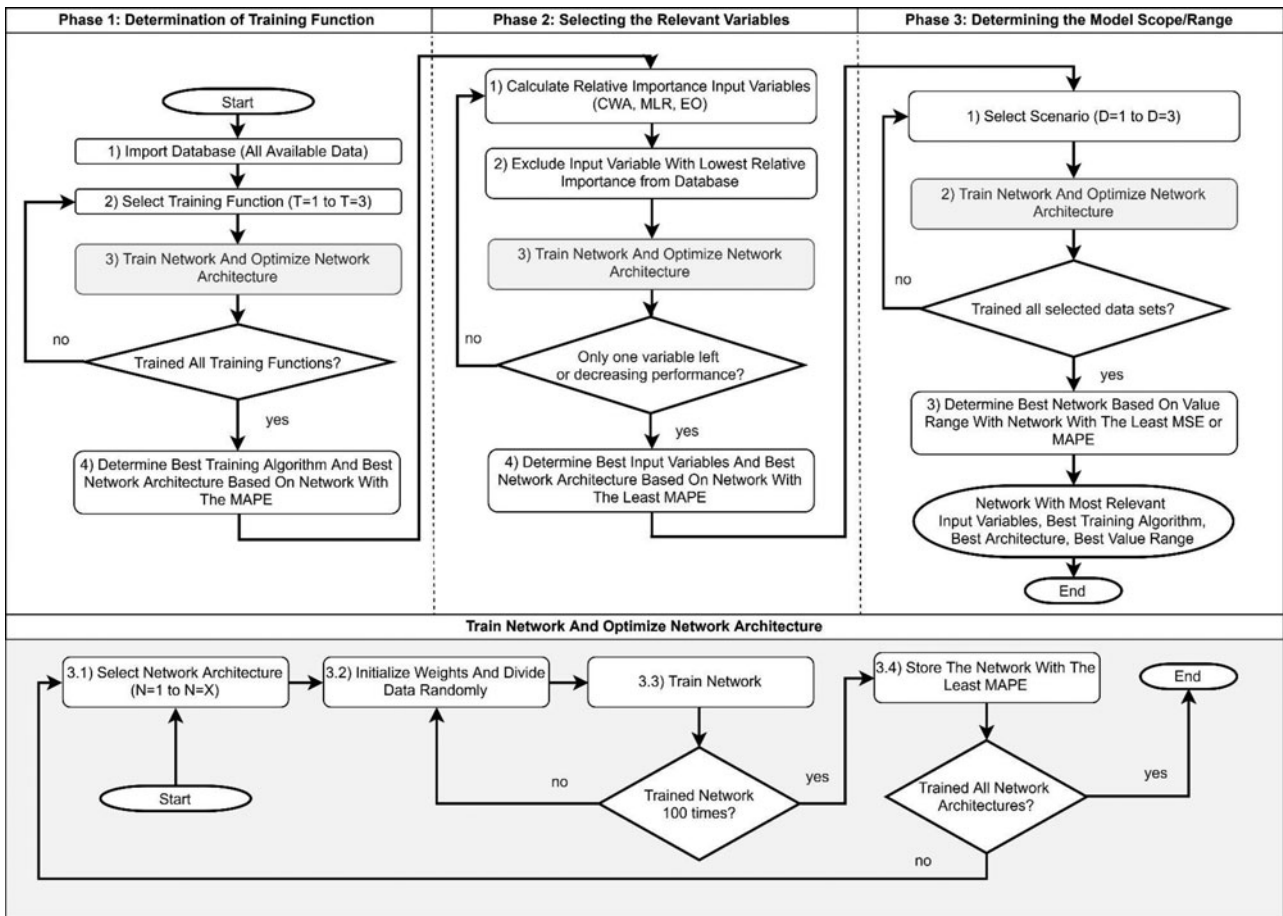 Phase 1: Determination of Training Function
Start
1) Import Database (All Available Data)
2) Select Training Function (T=1 to T=3)
3) Train Network And Optimize Network
Architecture
no
Trained All Training Functions?
yes
4) Determine Best Training Algorithm And Best
Network Architecture Based On Network With
The MAPE
Phase 2: Selecting the Relevant Variables
1) Calculate Relative Importance Input Variables
(CWA, MLR, EO)
2) Exclude Input Variable With Lowest Relative
Importance from Database
3) Train Network And Optimize Network
Architecture
no
Only one variable left
or decreasing performance?
yes
4) Determine Best Input Variables And Best
Network Architecture Based On Network With
The Least MAPE
Phase 3: Determining the Model Scope/Range
1) Select Scenario (D=1 to D=3)
2) Train Network And Optimize Network
Architecture
no
Trained all selected data sets?
yes
3) Determine Best Network Based On Value
Range With Network With The Least MSE or
MAPE
Network With Most Relevant
Input Variables, Best Training Algorithm,
Best Architecture, Best Value Range
End
Train Network And Optimize Network Architecture
3.1) Select Network Architecture
(N=1 to N=X)
Start
3.2) Initialize Weights And Divide
Data Randomly
3.3) Train Network
no
Trained Network
100 times?
yes
3.4) Store The Network With The
Least MAPE
Trained All Network
Architectures?
yes
End
no